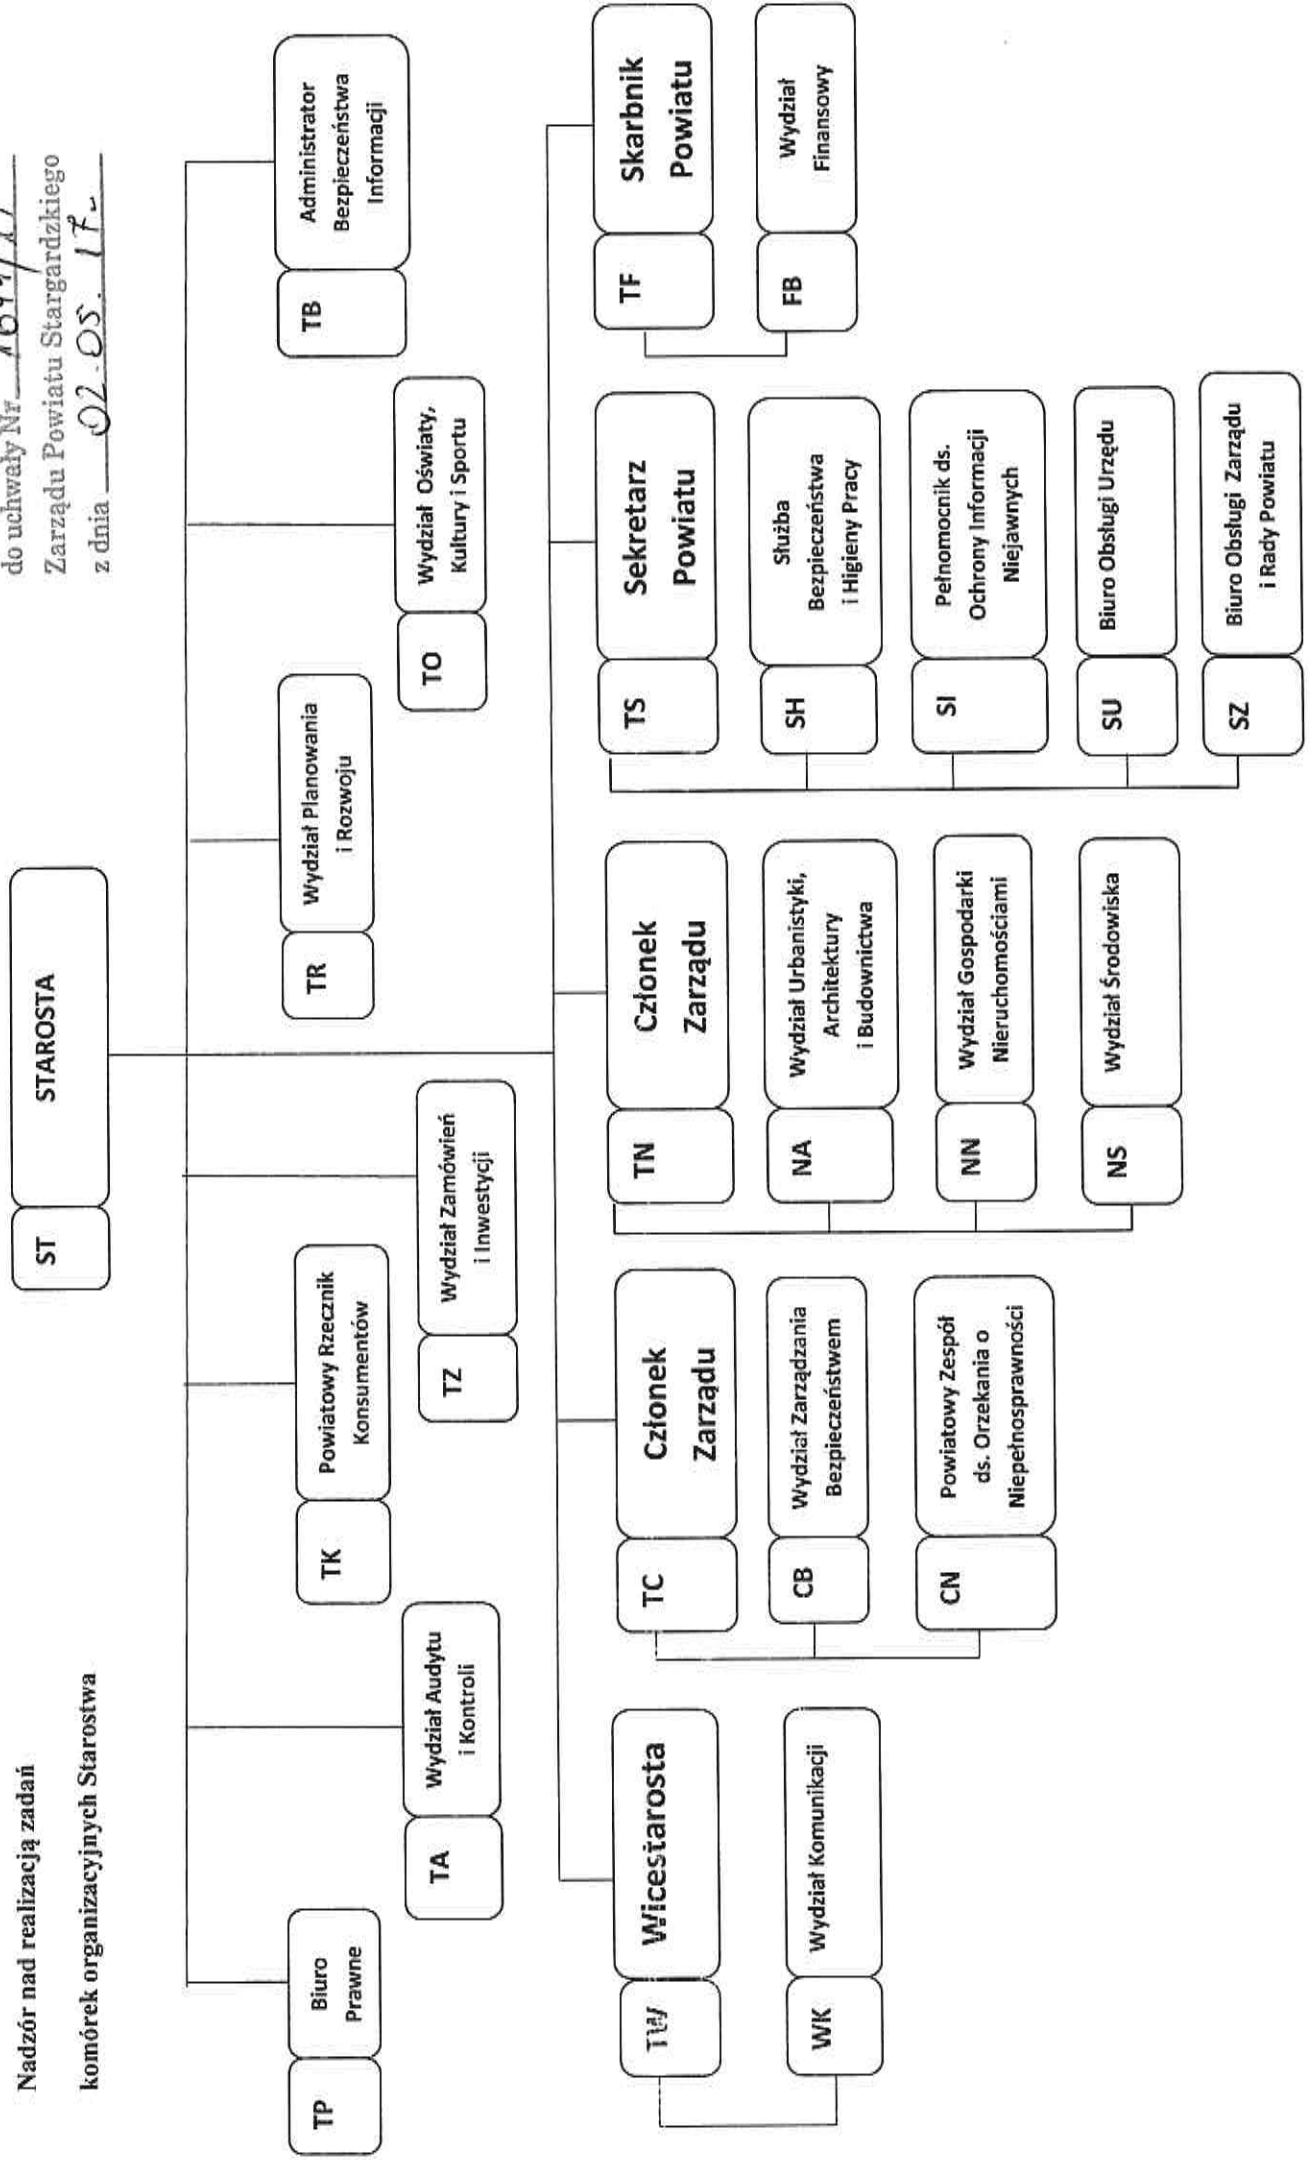 do uchwały Nr
Zarządu Powiatu Stargardzkiego
z dnia 02.05.17
Nadzór nad realizacją zadań
komórek organizacyjnych Starostwa
ST
STAROSTA
TP
Biuro
Prawne
TA
Wydział Audytu
i Kontroli
TK
Powiatowy Rzecznik
Konsumentów
TZ
Wydział Zamówień
i Inwestycji
TR
Wydział Planowania
i Rozwoju
TO
Wydział Oświaty,
Kultury i Sportu
TB
Administrator
Bezpieczeństwa
Informacji
TW
Wicestarosta
WK
Wydział Komunikacji
TC
Członek
Zarządu
CB
Wydział Zarządzania
Bezpieczeństwem
CN
Powiatowy Zespół
ds. Orzekania o
Niepełnosprawności
TN
Członek
Zarządu
NA
Wydział Urbanistyki,
Architektury
i Budownictwa
NN
Wydział Gospodarki
Nieruchomościami
NS
Wydział Środowiska
TS
Sekretarz
Powiatu
SH
Służba
Bezpieczeństwa
i Higieny Pracy
SI
Pełnomocnik ds.
Ochrony Informacji
Niejawnych
SU
Biuro Obsługi Urzędu
SZ
Biuro Obsługi Zarządu
i Rady Powiatu
TF
Skarbnik
Powiatu
FB
Wydział
Finansowy